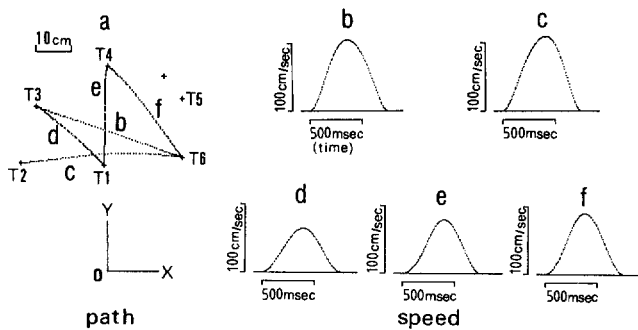 a
10cm
T4
T3
e
T5
d
b
f
T6
T2
c
T1
Y
O
X
path
b
100cm/sec.
500msec
(time)
c
100cm/sec.
500msec
d
100cm/sec.
500msec
e
100cm/sec.
500msec
f
100cm/sec.
500msec
speed